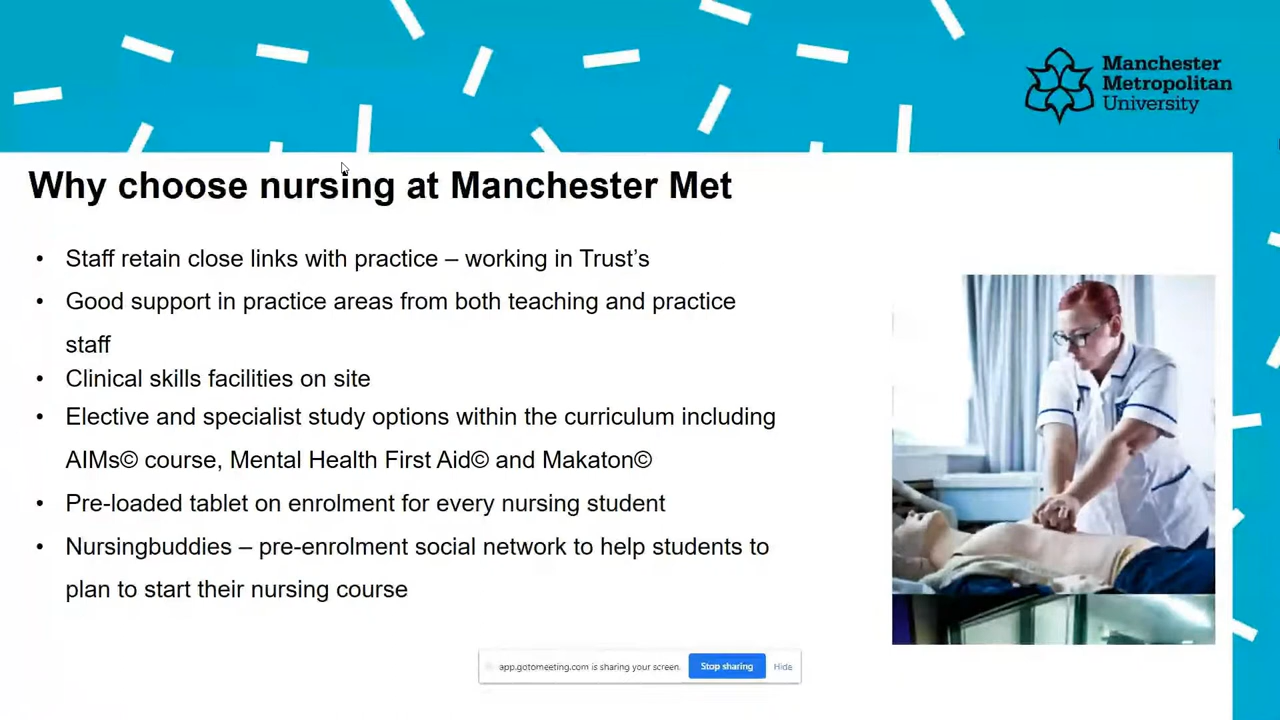 Manchester
Metropolitan
University
Why choose nursing at Manchester Met
• Staff retain close links with practice – working in Trust’s
• Good support in practice areas from both teaching and practice
staff
• Clinical skills facilities on site
• Elective and specialist study options within the curriculum including
AIMs© course, Mental Health First Aid© and Makaton©
• Pre-loaded tablet on enrolment for every nursing student
• Nursingbuddies – pre-enrolment social network to help students to
plan to start their nursing course
app.gotomeeting.com is sharing your screen. Stop sharing Hide